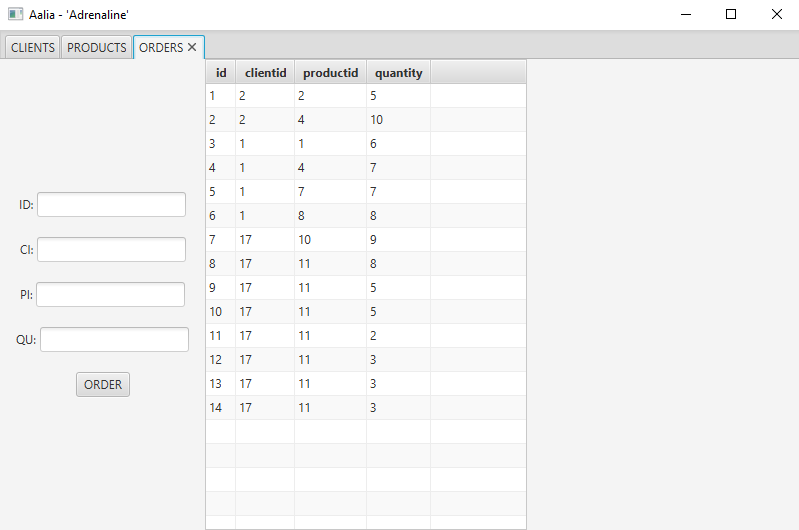 Aalia - 'Adrenaline'
CLIENTS PRODUCTS ORDERS
id clientid productid quantity
1 2 2 5
2 2 4 10
3 1 1 6
4 1 4 7
5 1 7 7
6 1 8 8
7 17 10 9
8 17 11 8
9 17 11 5
10 17 11 5
11 17 11 2
12 17 11 3
13 17 11 3
14 17 11 3
ID:
CI:
PI:
QU:
ORDER